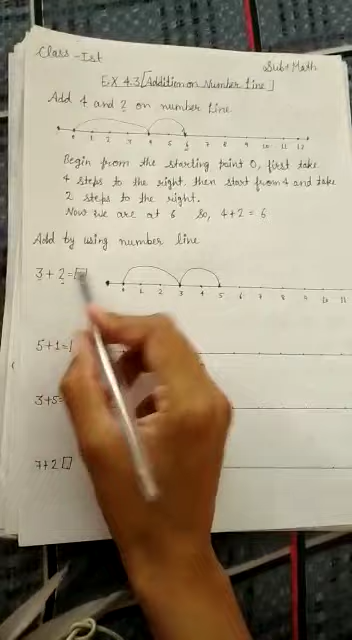 Class - Ist
Sub: Math
EX 4.3 [Addition on Number Line]
Add 4 and 2 on number line
0 1 2 3 4 5 6 7 8 9 10 11 12
Begin from the starting point 0, first take
4 steps to the right. then start from 4 and take
2 steps to the right.
Now we are at 6 So, 4+2 = 6
Add by using number line
3 + 2 =
0 1 2 3 4 5 6 7 8 9 10 11
5+1=
3+5=
7+2